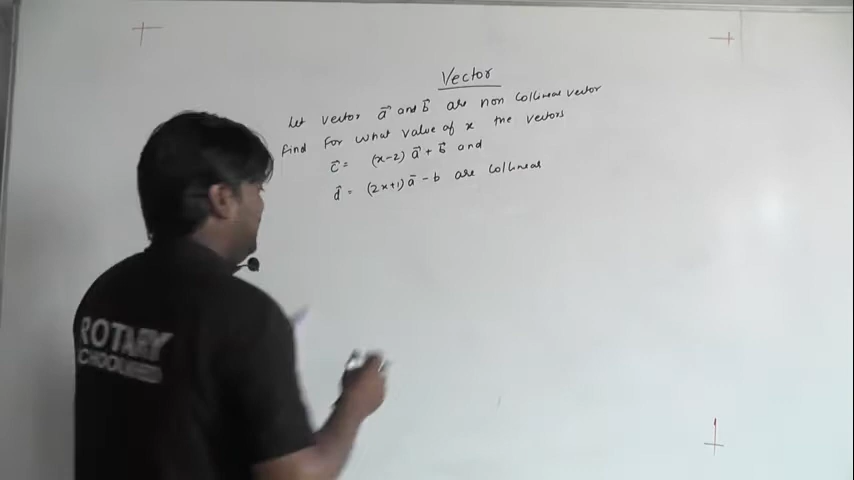 Vector
Let vector a⃗ and b⃗ are non collinear vector
find for what value of x the vectors
c⃗ = (x-2) a⃗ + b⃗ and
d⃗ = (2x+1) a⃗ - b are collinear
ROTARY